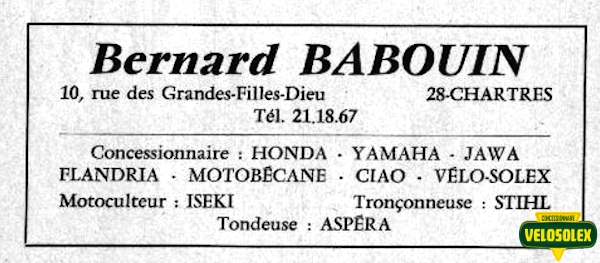 Bernard BABOUIN
10, rue des Grandes-Filles-Dieu 28-CHARTRES
Tél. 21.18.67
Concessionnaire : HONDA - YAMAHA - JAWA
FLANDRIA - MOTOBÉCANE - CIAO - VÉLO-SOLEX
Motoculteur : ISEKI Tronçonneuse : STIHL
Tondeuse : ASPÉRA
CONCESSIONNAIRE
VELOSOLEX